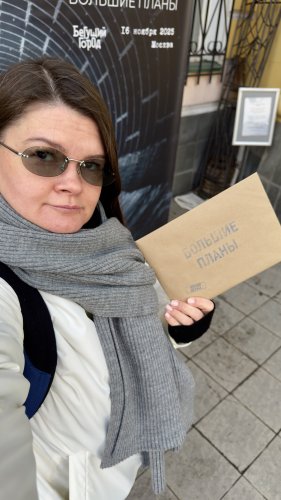 БОЛЬШИЕ ПЛАНЫ
Бегущий
Город
16 ноября 2025
Москва
БОЛЬШИЕ
ПЛАНЫ